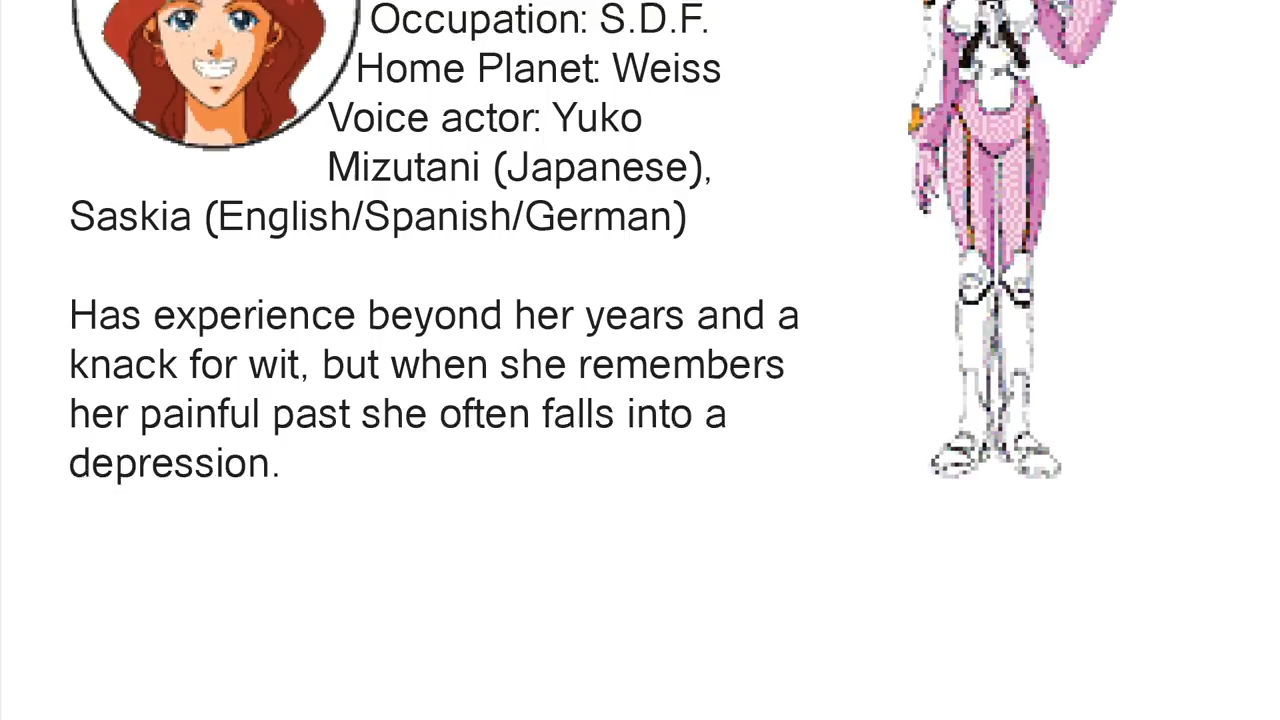 Occupation: S.D.F.
Home Planet: Weiss
Voice actor: Yuko
Mizutani (Japanese),
Saskia (English/Spanish/German)
Has experience beyond her years and a
knack for wit, but when she remembers
her painful past she often falls into a
depression.